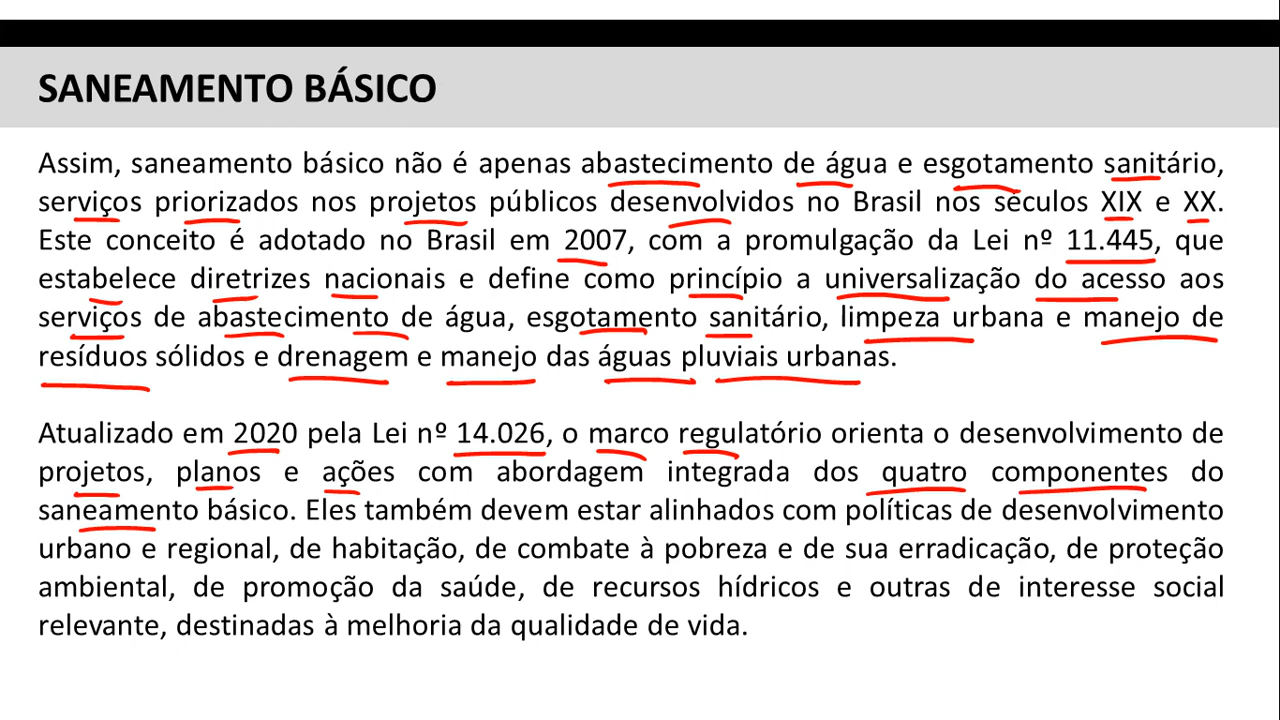 SANEAMENTO BÁSICO
Assim, saneamento básico não é apenas abastecimento de água e esgotamento sanitário,
serviços priorizados nos projetos públicos desenvolvidos no Brasil nos séculos XIX e XX.
Este conceito é adotado no Brasil em 2007, com a promulgação da Lei nº 11.445, que
estabelece diretrizes nacionais e define como princípio a universalização do acesso aos
serviços de abastecimento de água, esgotamento sanitário, limpeza urbana e manejo de
resíduos sólidos e drenagem e manejo das águas pluviais urbanas.
Atualizado em 2020 pela Lei nº 14.026, o marco regulatório orienta o desenvolvimento de
projetos, planos e ações com abordagem integrada dos quatro componentes do
saneamento básico. Eles também devem estar alinhados com políticas de desenvolvimento
urbano e regional, de habitação, de combate à pobreza e de sua erradicação, de proteção
ambiental, de promoção da saúde, de recursos hídricos e outras de interesse social
relevante, destinadas à melhoria da qualidade de vida.